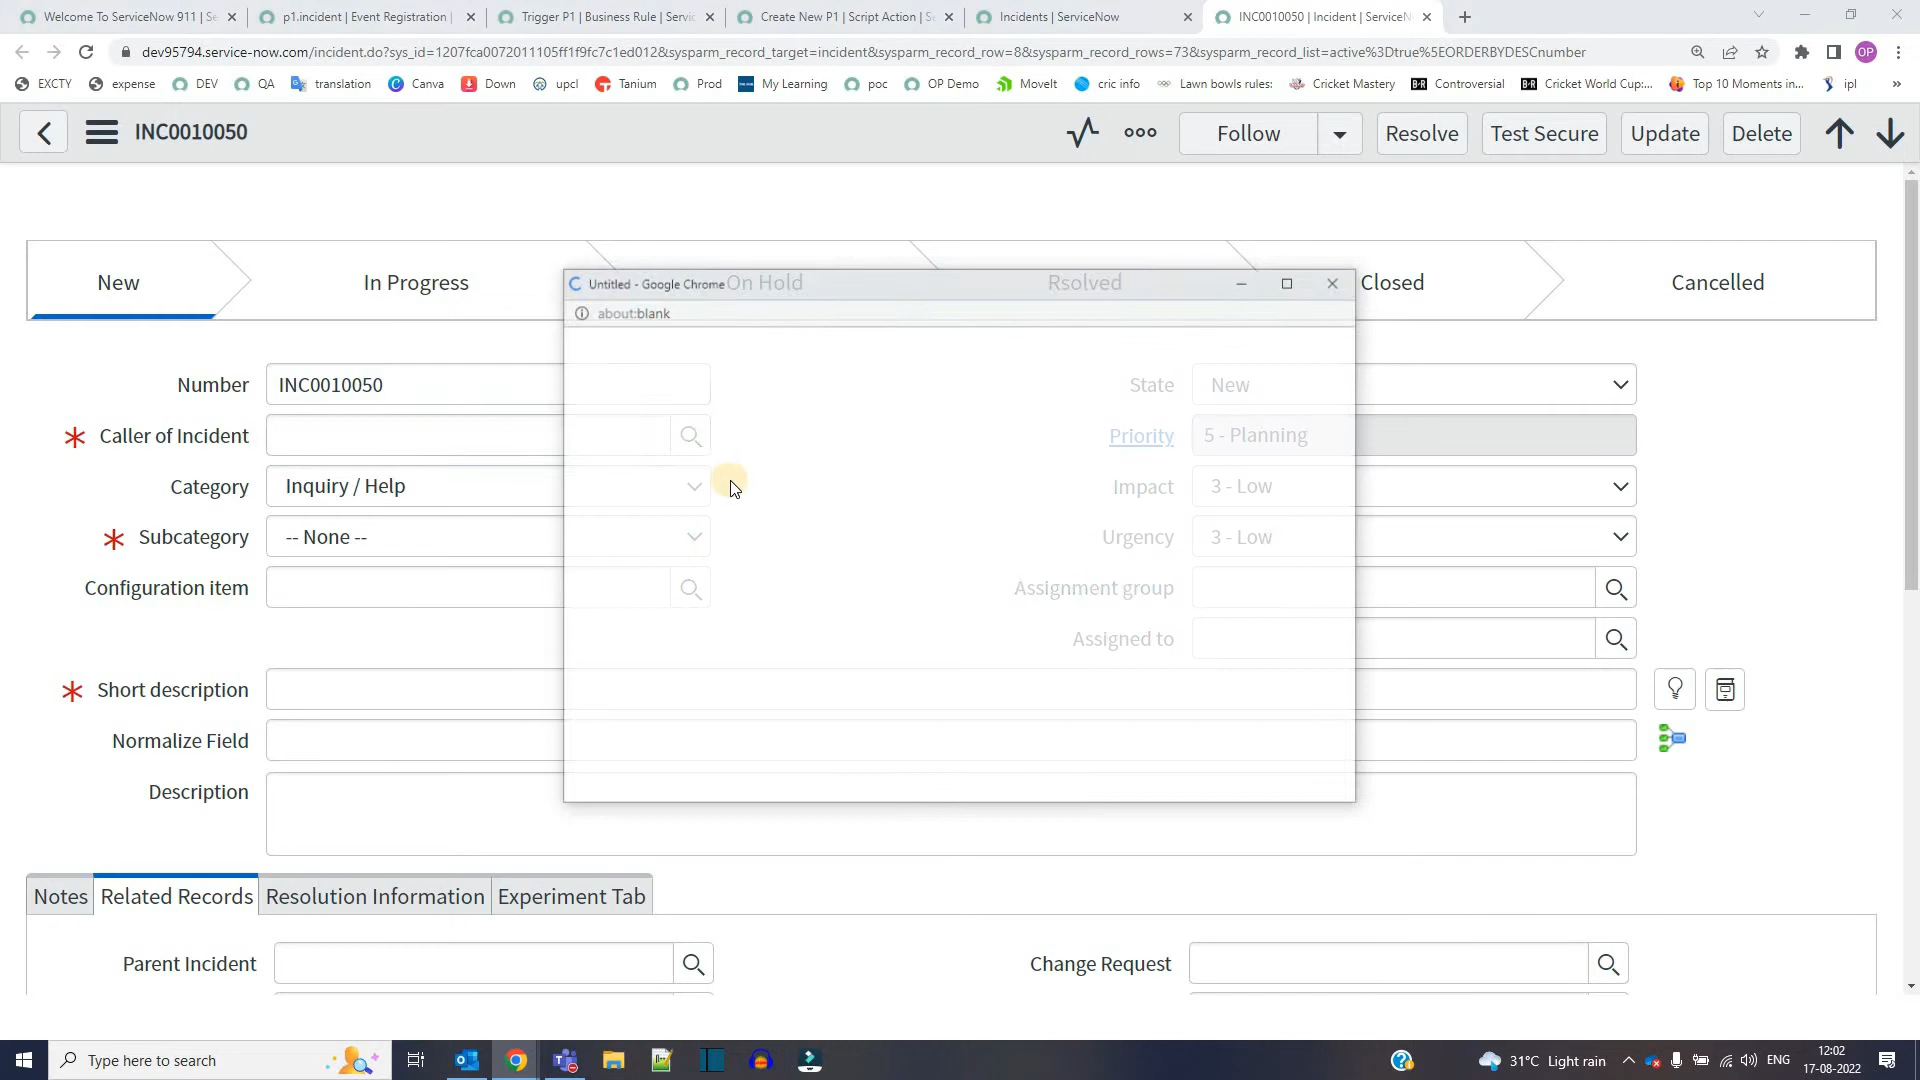 Welcome To ServiceNow 911 | Se
p1.incident | Event Registration |
Trigger P1 | Business Rule | Servic
Create New P1 | Script Action | Se
Incidents | ServiceNow
INC0010050 | Incident | ServiceN
dev95794.service-now.com/incident.do?sys_id=1207fca0072011105ff1f9fc7c1ed012&sysparm_record_target=incident&sysparm_record_row=8&sysparm_record_rows=73&sysparm_record_list=active%3Dtrue%5EORDERBYDESCnumber
OP
EXCTY
expense
DEV
QA
translation
Canva
Down
upcl
Tanium
Prod
My Learning
poc
OP Demo
MoveIt
cric info
Lawn bowls rules:
Cricket Mastery
B·R Controversial
B·R Cricket World Cup:...
Top 10 Moments in...
ipl
»
INC0010050
Follow
Resolve
Test Secure
Update
Delete
New
In Progress
On Hold
Rsolved
Closed
Cancelled
Untitled - Google Chrome
about:blank
Number INC0010050
State New
* Caller of Incident
Priority 5 - Planning
Category Inquiry / Help
Impact 3 - Low
* Subcategory -- None --
Urgency 3 - Low
Configuration item
Assignment group
Assigned to
* Short description
Normalize Field
Description
Notes
Related Records
Resolution Information
Experiment Tab
Parent Incident
Change Request
Type here to search
31°C Light rain
ENG
12:02
17-08-2022